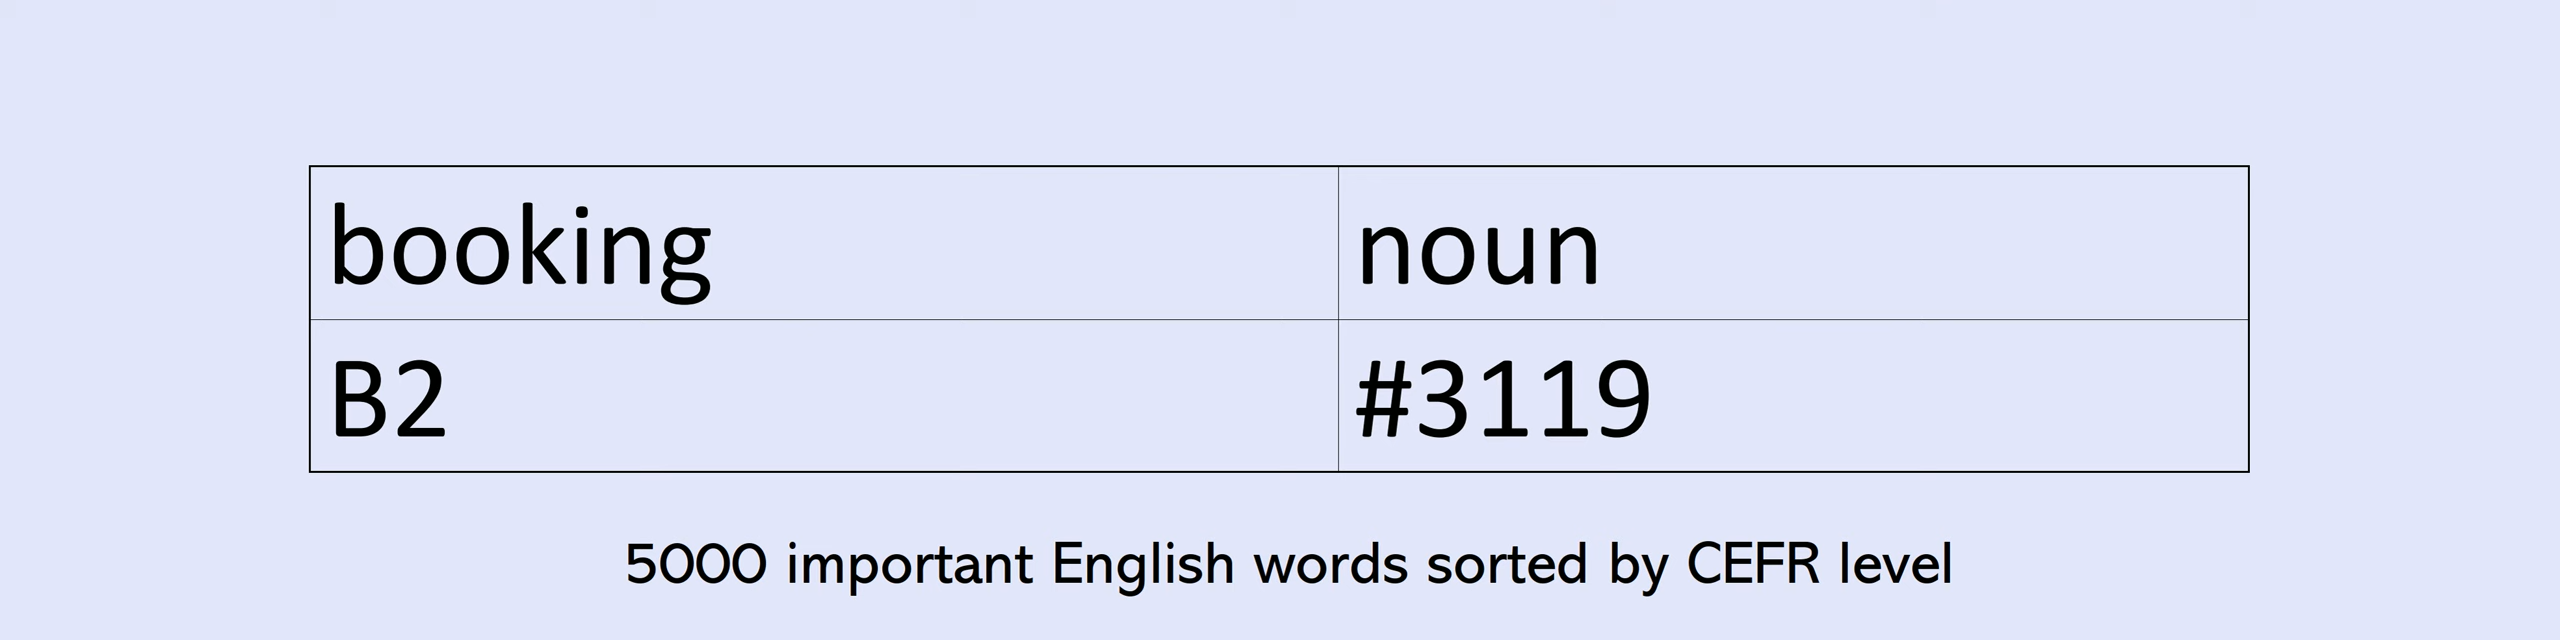 booking noun
B2 #3119
5000 important English words sorted by CEFR level